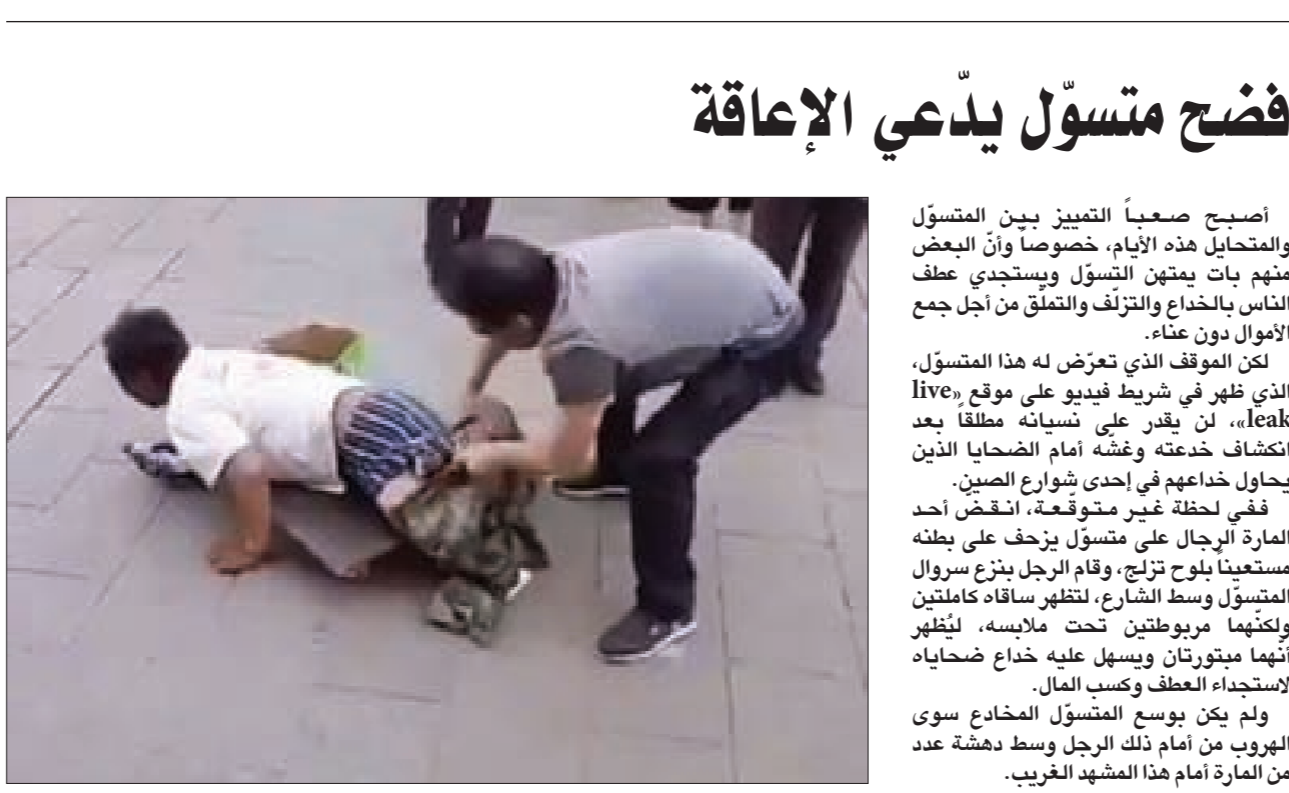 فضح متسوّل يدّعي الإعاقة
أصبح صعباً التمييز بين المتسوّل
والمتحايل هذه الأيام، خصوصاً وأنّ البعض
منهم بات يمتهن التسوّل ويستجدي عطف
الناس بالخداع والتزلّف والتملّق من أجل جمع
الأموال دون عناء.
لكن الموقف الذي تعرّض له هذا المتسوّل،
الذي ظهر في شريط فيديو على موقع «live
leak»، لن يقدر على نسيانه مطلقاً بعد
انكشاف خدعته وغشّه أمام الضحايا الذين
يحاول خداعهم في إحدى شوارع الصين.
ففي لحظة غير متوقّعة، انقضّ أحد
المارة الرجال على متسوّل يزحف على بطنه
مستعيناً بلوح تزلج، وقام الرجل بنزع سروال
المتسوّل وسط الشارع، لتظهر ساقاه كاملتين
ولكنّهما مربوطتين تحت ملابسه، ليُظهر
أنهما مبتورتان ويسهل عليه خداع ضحاياه
لاستجداء العطف وكسب المال.
ولم يكن بوسع المتسوّل المخادع سوى
الهروب من أمام ذلك الرجل وسط دهشة عدد
من المارة أمام هذا المشهد الغريب.